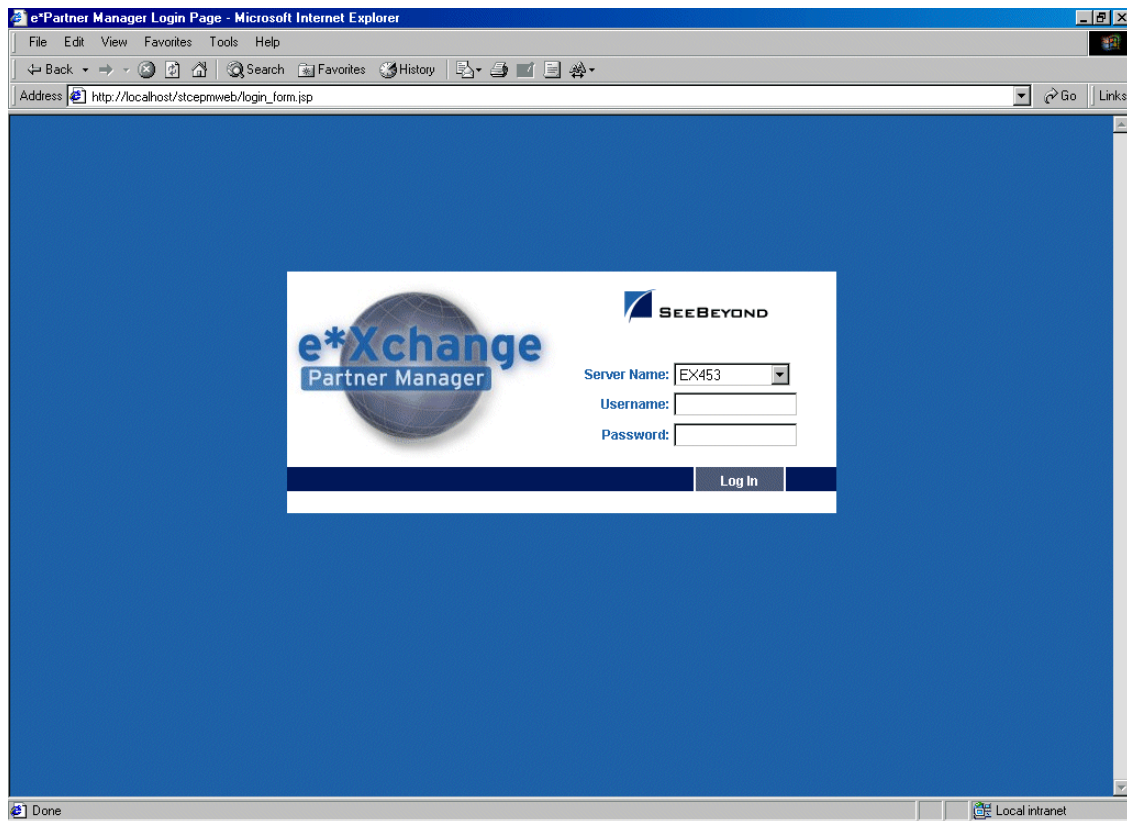 e*Partner Manager Login Page - Microsoft Internet Explorer
File Edit View Favorites Tools Help
Back Search Favorites History
Address http://localhost/stcepmweb/login_form.jsp Go Links
SEEBEYOND
e*Xchange
Partner Manager
Server Name: EX453
Username:
Password:
Log In
Done Local intranet